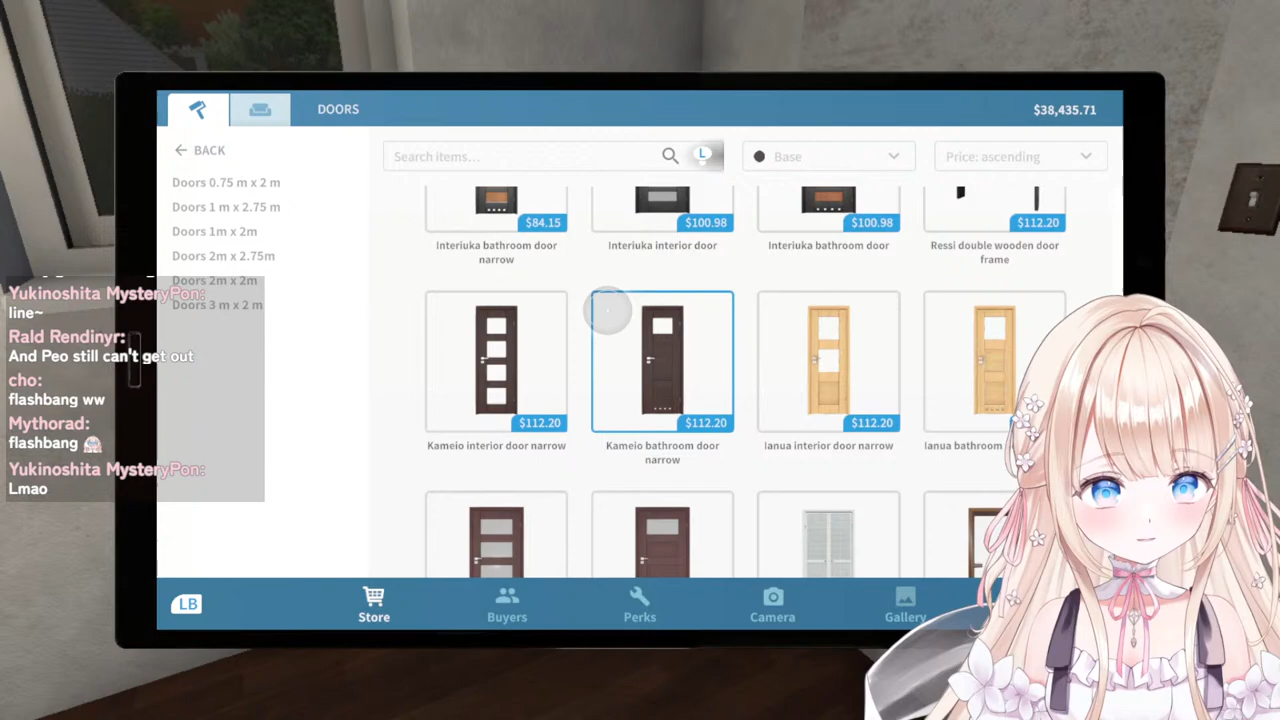 DOORS
$38,435.71
BACK
Search items...
L
Base
Price: ascending
Doors 0.75 m x 2 m
Doors 1 m x 2.75 m
Doors 1m x 2m
Doors 2m x 2.75m
Doors 2m x 2m
Doors 3 m x 2 m
$84.15
$100.98
$100.98
$112.20
Interiuka bathroom door
narrow
Interiuka interior door
Interiuka bathroom door
Ressi double wooden door
frame
$112.20
$112.20
$112.20
Kameio interior door narrow
Kameio bathroom door
narrow
Ianua interior door narrow
Ianua bathroom
Yukinoshita MysteryPon:
line~
Rald Rendinyr:
And Peo still can't get out
cho:
flashbang ww
Mythorad:
flashbang
Yukinoshita MysteryPon:
Lmao
LB
Store
Buyers
Perks
Camera
Gallery